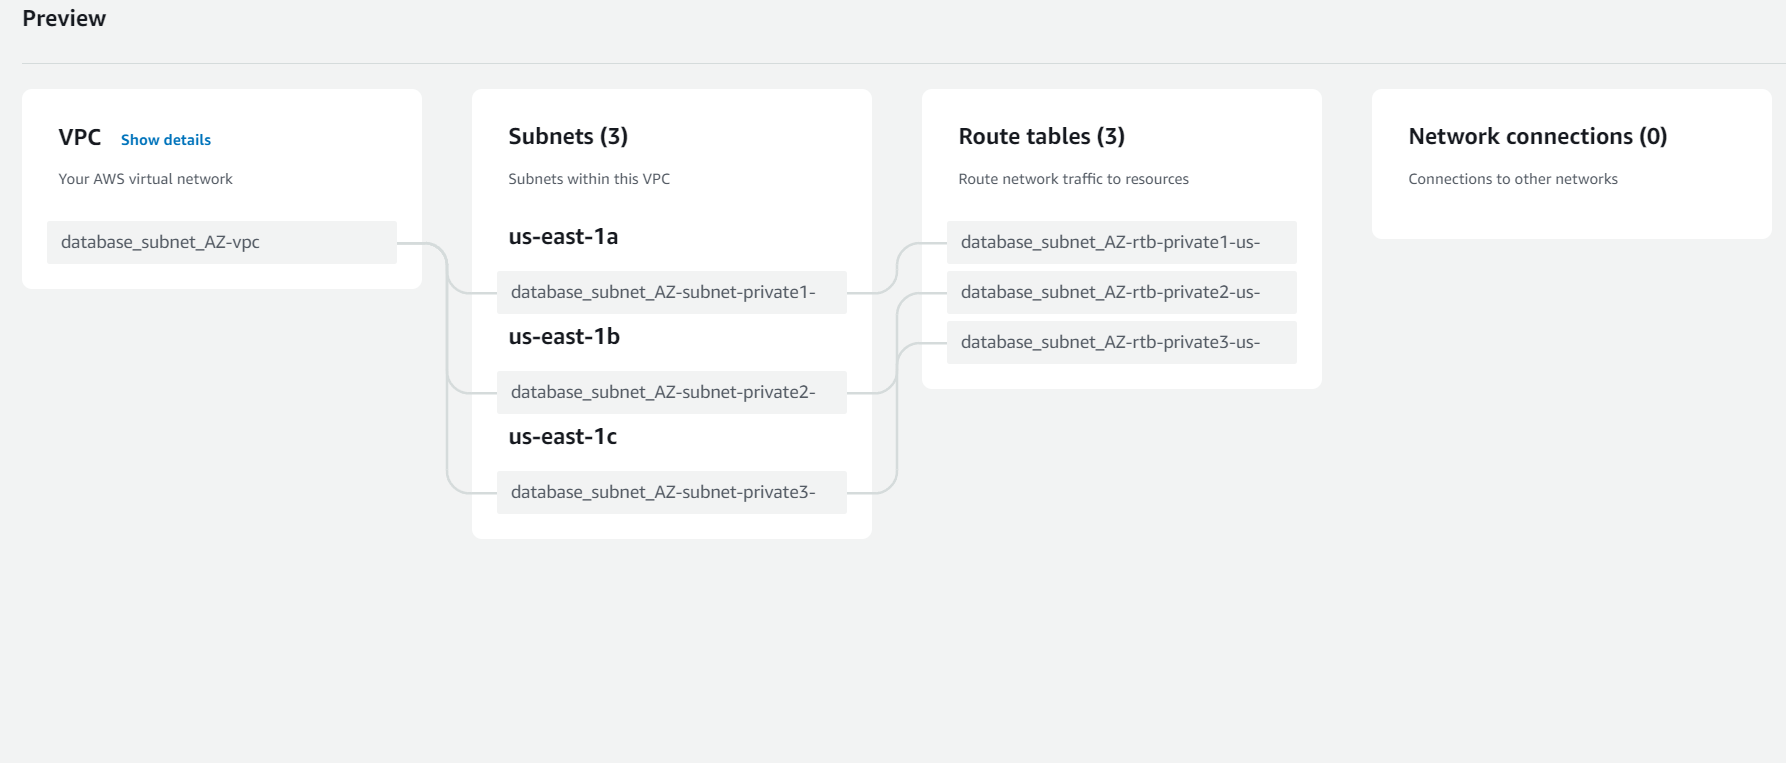 Preview
VPC Show details
Your AWS virtual network
database_subnet_AZ-vpc
Subnets (3)
Subnets within this VPC
us-east-1a
database_subnet_AZ-subnet-private1-
us-east-1b
database_subnet_AZ-subnet-private2-
us-east-1c
database_subnet_AZ-subnet-private3-
Route tables (3)
Route network traffic to resources
database_subnet_AZ-rtb-private1-us-
database_subnet_AZ-rtb-private2-us-
database_subnet_AZ-rtb-private3-us-
Network connections (0)
Connections to other networks